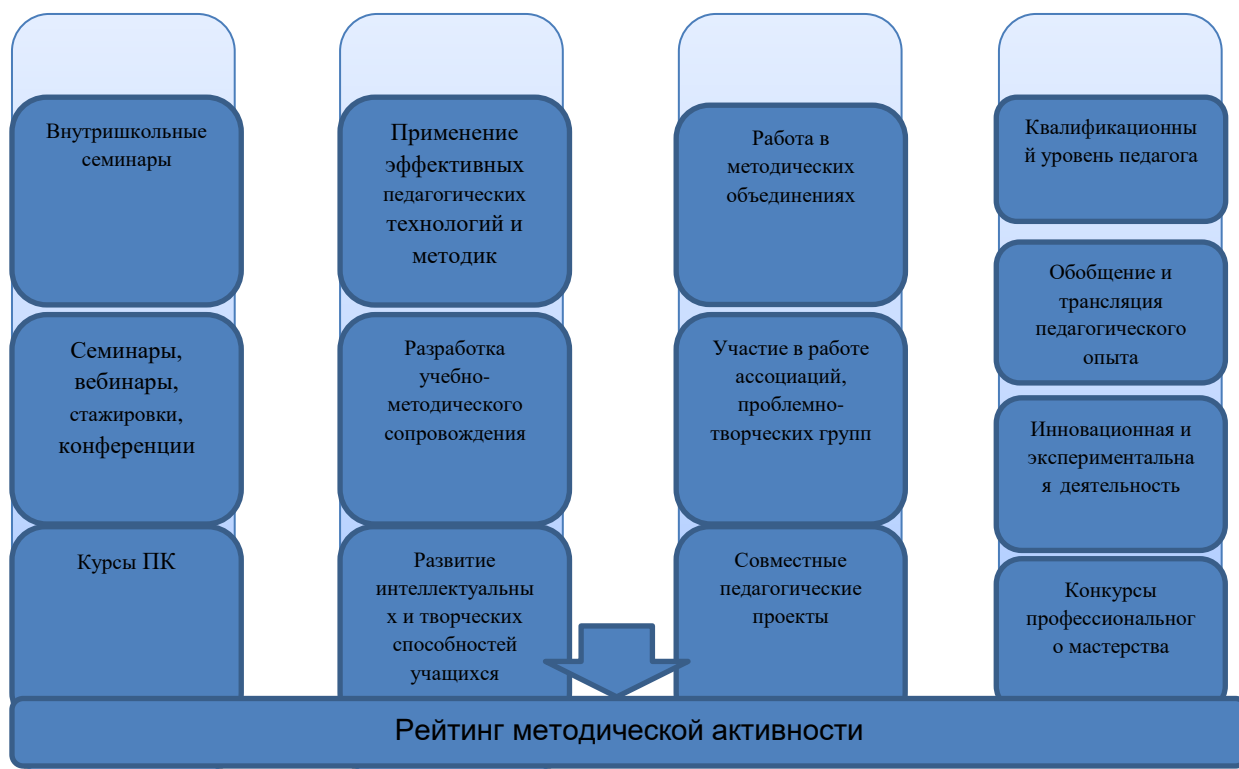 Внутришкольные
семинары
Семинары,
вебинары,
стажировки,
конференции
Курсы ПК
Применение
эффективных
педагогических
технологий и
методик
Разработка
учебно-
методического
сопровождения
Развитие
интеллектуальны
х и творческих
способностей
учащихся
Работа в
методических
объединениях
Участие в работе
ассоциаций,
проблемно-
творческих групп
Совместные
педагогические
проекты
Квалификационны
й уровень педагога
Обобщение и
трансляция
педагогического
опыта
Инновационная и
экспериментальна
я деятельность
Конкурсы
профессиональног
о мастерства
Рейтинг методической активности